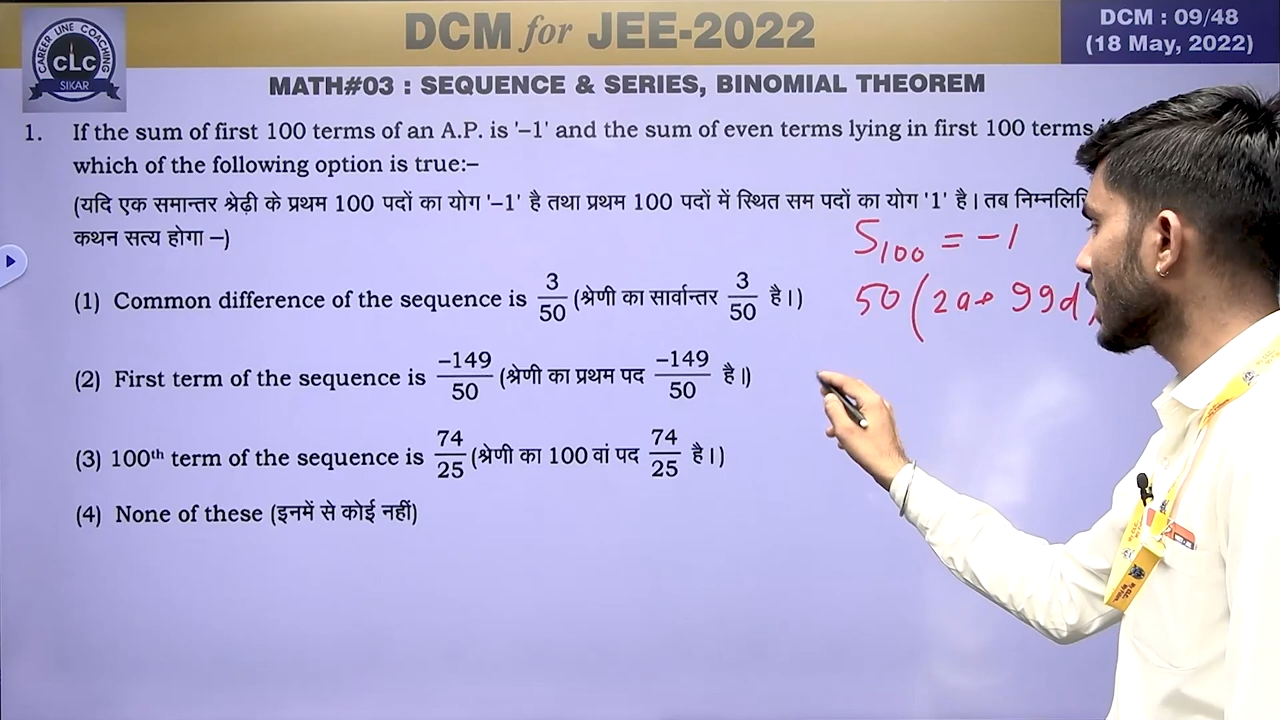 CAREER LINE COACHING
CLC
SIKAR
DCM for JEE-2022
DCM : 09/48
(18 May, 2022)
MATH#03 : SEQUENCE & SERIES, BINOMIAL THEOREM
1. If the sum of first 100 terms of an A.P. is '–1' and the sum of even terms lying in first 100 terms
which of the following option is true:–
(यदि एक समान्तर श्रेढ़ी के प्रथम 100 पदों का योग '–1' है तथा प्रथम 100 पदों में स्थित सम पदों का योग '1' है। तब
कथन सत्य होगा –)
S100 = -1
(1) Common difference of the sequence is 3/50 (श्रेणी का सार्वान्तर 3/50 है।)
50(2a+99d
(2) First term of the sequence is –149/50 (श्रेणी का प्रथम पद –149/50 है।)
(3) 100th term of the sequence is 74/25 (श्रेणी का 100 वां पद 74/25 है।)
(4) None of these (इनमें से कोई नहीं)